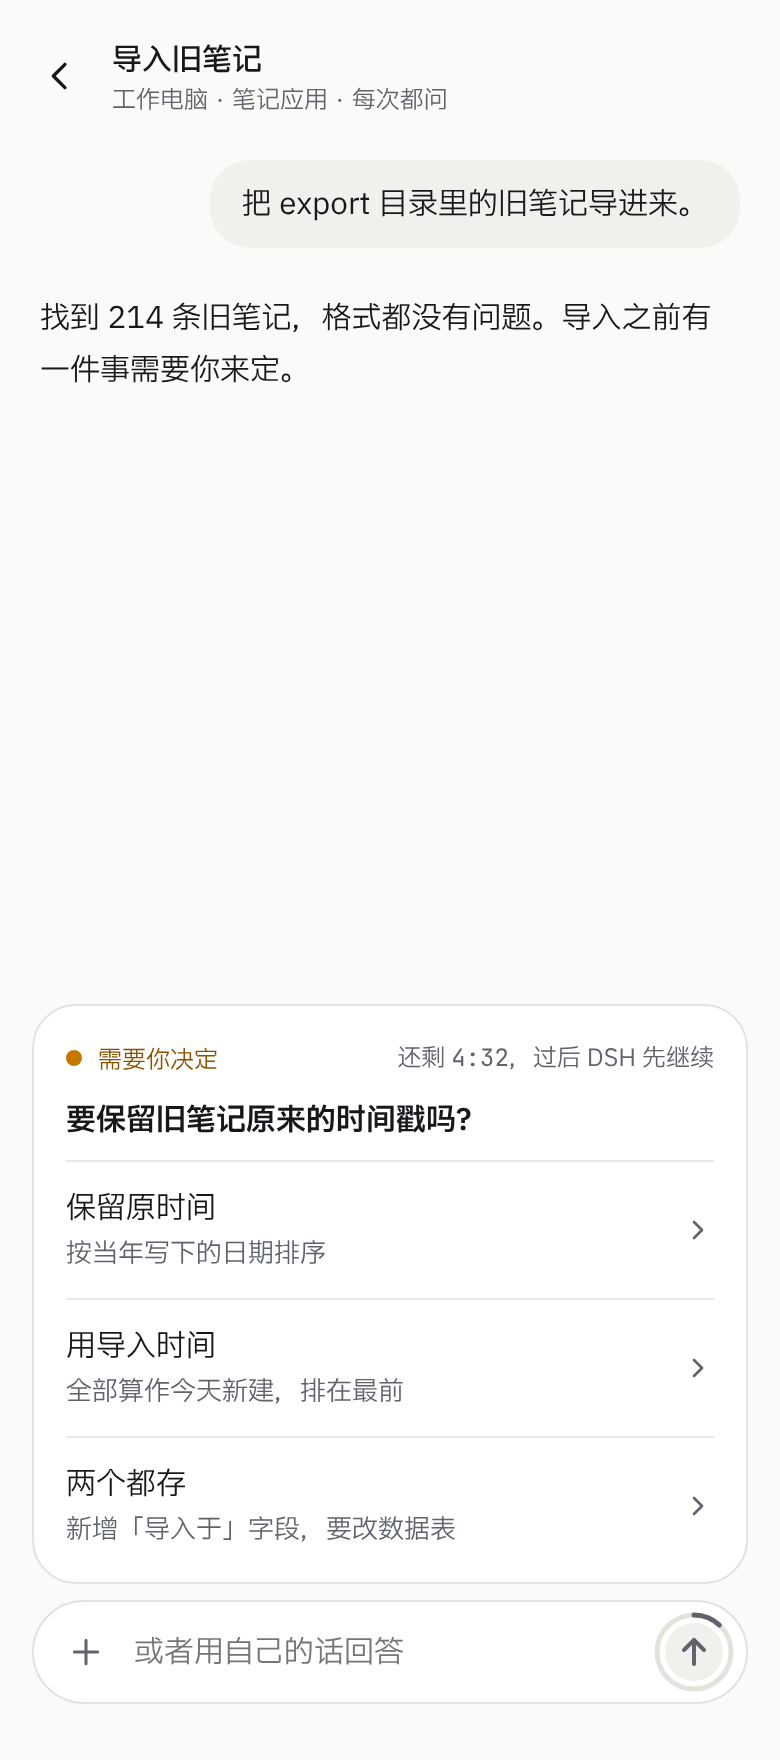 导入旧笔记
工作电脑 · 笔记应用 · 每次都问
把 export 目录里的旧笔记导进来。
找到 214 条旧笔记，格式都没有问题。导入之前有
一件事需要你来定。
需要你决定
还剩 4:32，过后 DSH 先继续
要保留旧笔记原来的时间戳吗?
保留原时间
按当年写下的日期排序
用导入时间
全部算作今天新建，排在最前
两个都存
新增「导入于」字段，要改数据表
或者用自己的话回答